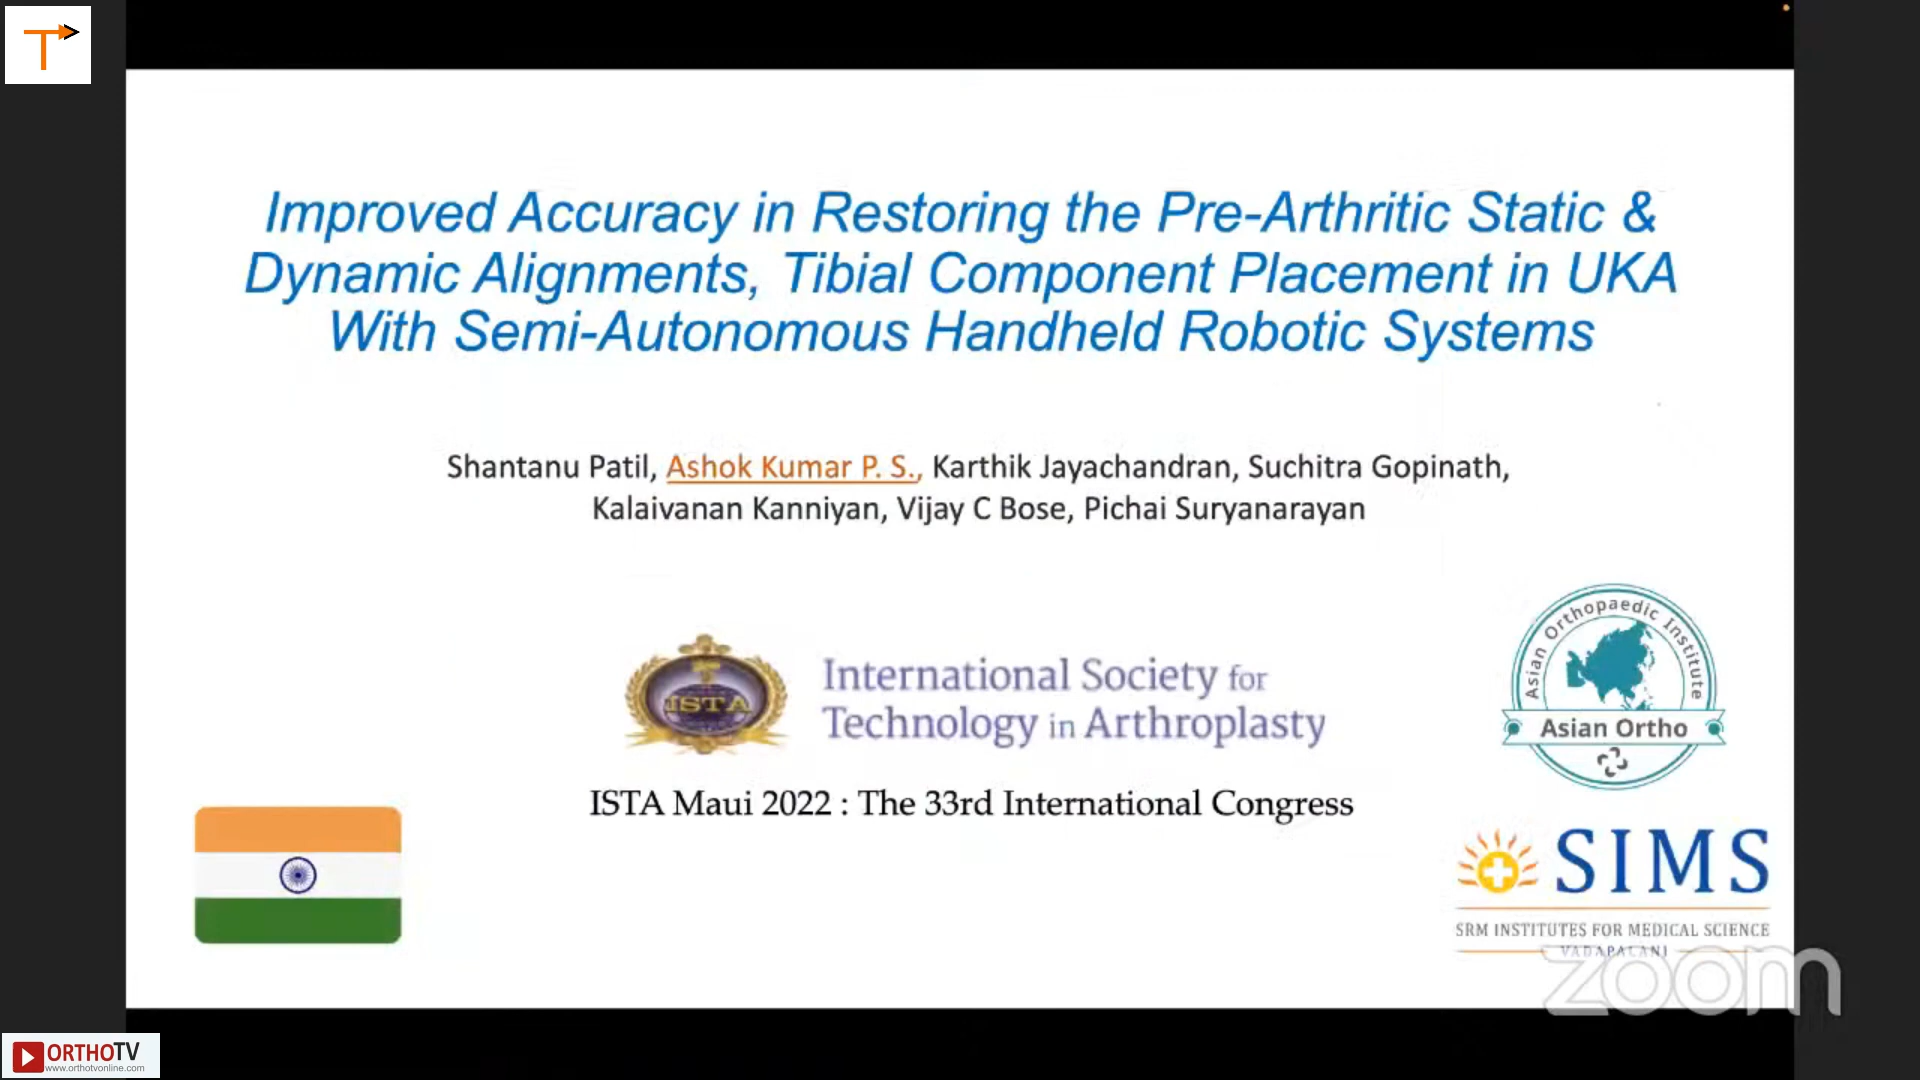 T
Improved Accuracy in Restoring the Pre-Arthritic Static &
Dynamic Alignments, Tibial Component Placement in UKA
With Semi-Autonomous Handheld Robotic Systems
Shantanu Patil, Ashok Kumar P. S., Karthik Jayachandran, Suchitra Gopinath,
Kalaivanan Kanniyan, Vijay C Bose, Pichai Suryanarayan
ISTA
International Society for
Technology in Arthroplasty
Asian Orthopaedic Institute
Asian Ortho
ISTA Maui 2022 : The 33rd International Congress
SIMS
SRM INSTITUTES FOR MEDICAL SCIENCE
VADAPALANI
zoom
ORTHOTV
www.orthotvonline.com